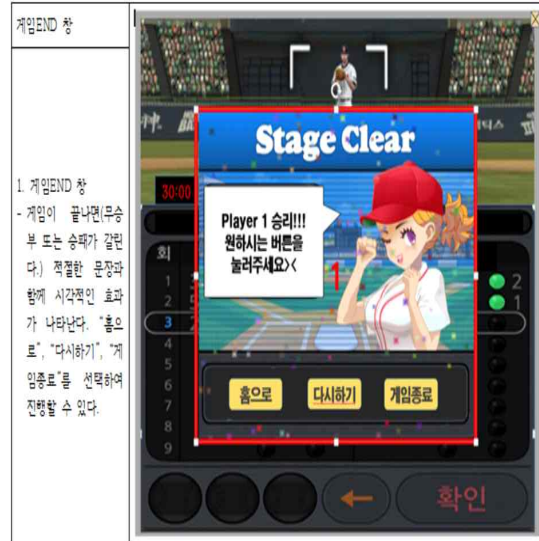 게임END 창
1. 게임END 창
- 게임이 끝나면(무승
부 또는 승패가 갈린
다.) 적절한 문장과
함께 시각적인 효과
가 나타난다. "홈으
로", "다시하기", "게
임종료"를 선택하여
진행할 수 있다.
Stage Clear
30:00
Player 1 승리!!!
원하시는 버튼을
눌러주세요><
1
회
1
2
2
1
3
4
5
6
7
8
9
홈으로
다시하기
게임종료
확인